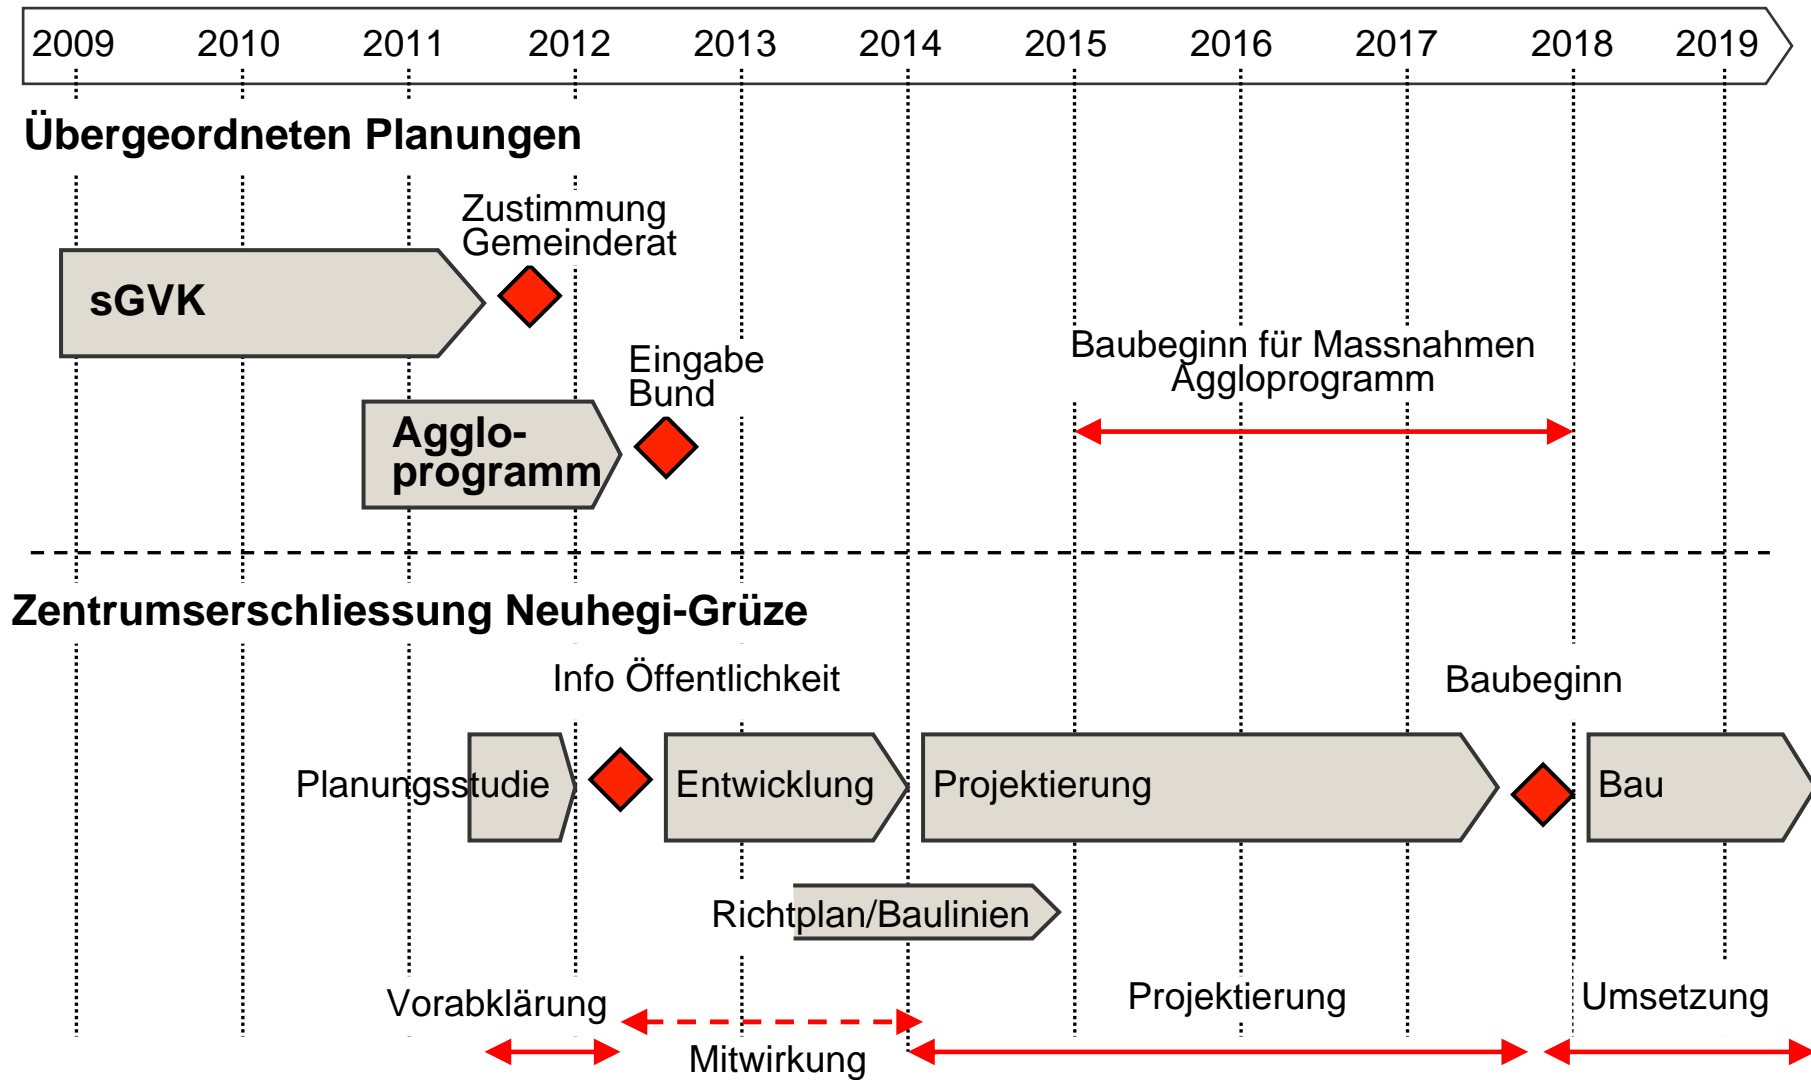 2009 2010 2011 2012 2013 2014 2015 2016 2017 2018 2019
Übergeordneten Planungen
Zustimmung
Gemeinderat
sGVK
Eingabe
Bund
Baubeginn für Massnahmen
Aggloprogramm
Agglo-
programm
Zentrumserschliessung Neuhegi-Grüze
Info Öffentlichkeit
Baubeginn
Planungsstudie
Entwicklung
Projektierung
Bau
Richtplan/Baulinien
Vorabklärung
Mitwirkung
Projektierung
Umsetzung